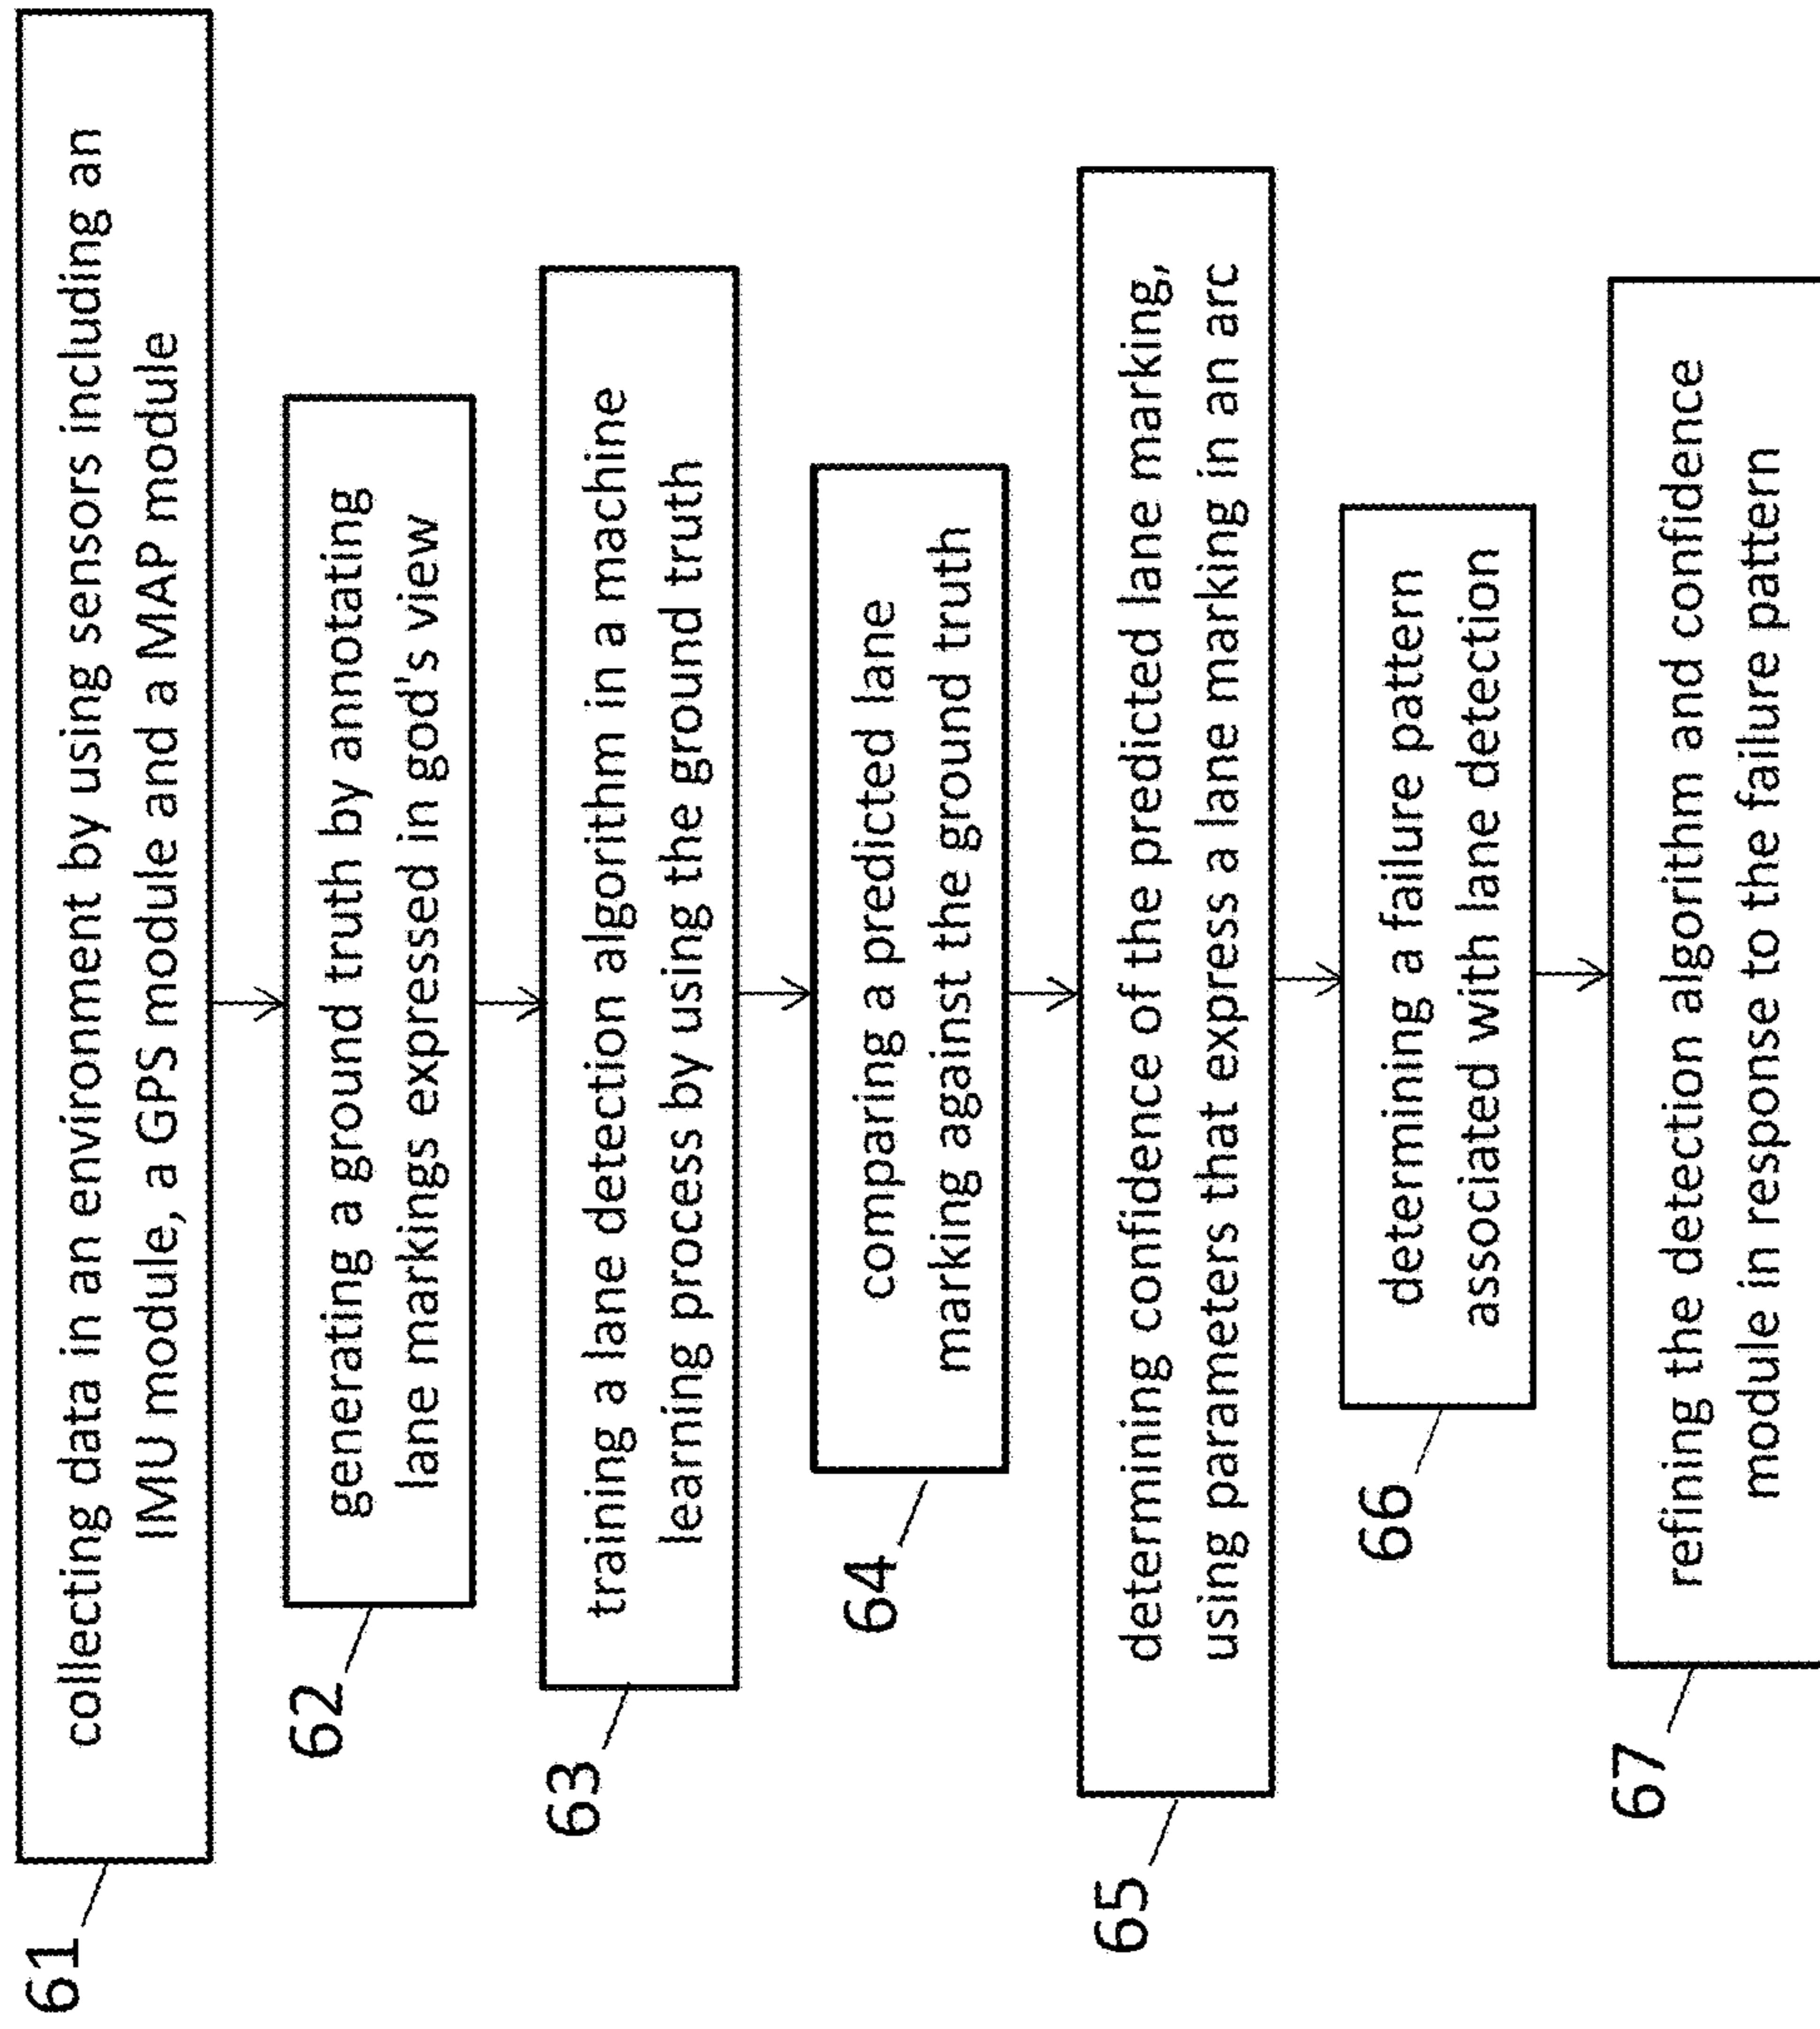 61
collecting data in an environment by using sensors including an
IMU module, a GPS module and a MAP module
62
generating a ground truth by annotating
lane markings expressed in god's view
63
training a lane detection algorithm in a machine
learning process by using the ground truth
64
comparing a predicted lane
marking against the ground truth
65
determining confidence of the predicted lane marking,
using parameters that express a lane marking in an arc
66
determining a failure pattern
associated with lane detection
67
refining the detection algorithm and confidence
module in response to the failure pattern